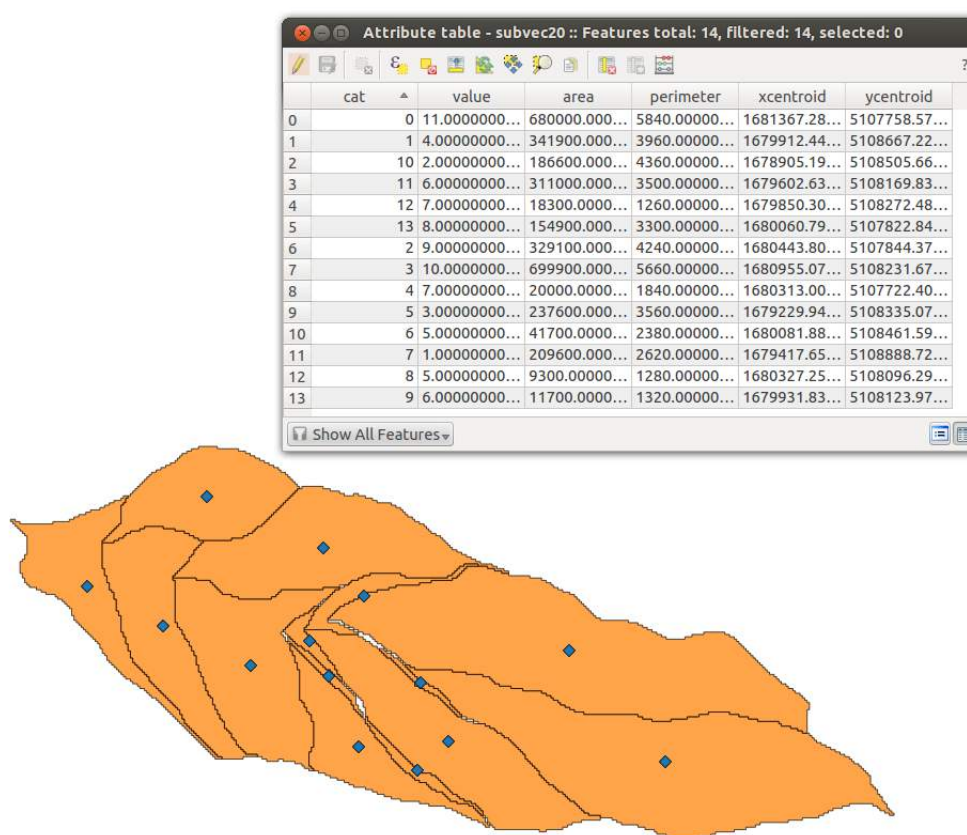 Attribute table - subvec20 :: Features total: 14, filtered: 14, selected: 0
ε
?
cat value area perimeter xcentroid ycentroid
0 0 11.0000000... 680000.000... 5840.00000... 1681367.28... 5107758.57...
1 1 4.00000000... 341900.000... 3960.00000... 1679912.44... 5108667.22...
2 10 2.00000000... 186600.000... 4360.00000... 1678905.19... 5108505.66...
3 11 6.00000000... 311000.000... 3500.00000... 1679602.63... 5108169.83...
4 12 7.00000000... 18300.0000... 1260.00000... 1679850.30... 5108272.48...
5 13 8.00000000... 154900.000... 3300.00000... 1680060.79... 5107822.84...
6 2 9.00000000... 329100.000... 4240.00000... 1680443.80... 5107844.37...
7 3 10.0000000... 699900.000... 5660.00000... 1680955.07... 5108231.67...
8 4 7.00000000... 20000.0000... 1840.00000... 1680313.00... 5107722.40...
9 5 3.00000000... 237600.000... 3560.00000... 1679229.94... 5108335.07...
10 6 5.00000000... 41700.0000... 2380.00000... 1680081.88... 5108461.59...
11 7 1.00000000... 209600.000... 2620.00000... 1679417.65... 5108888.72...
12 8 5.00000000... 9300.00000... 1280.00000... 1680327.25... 5108096.29...
13 9 6.00000000... 11700.0000... 1320.00000... 1679931.83... 5108123.97...
Show All Features